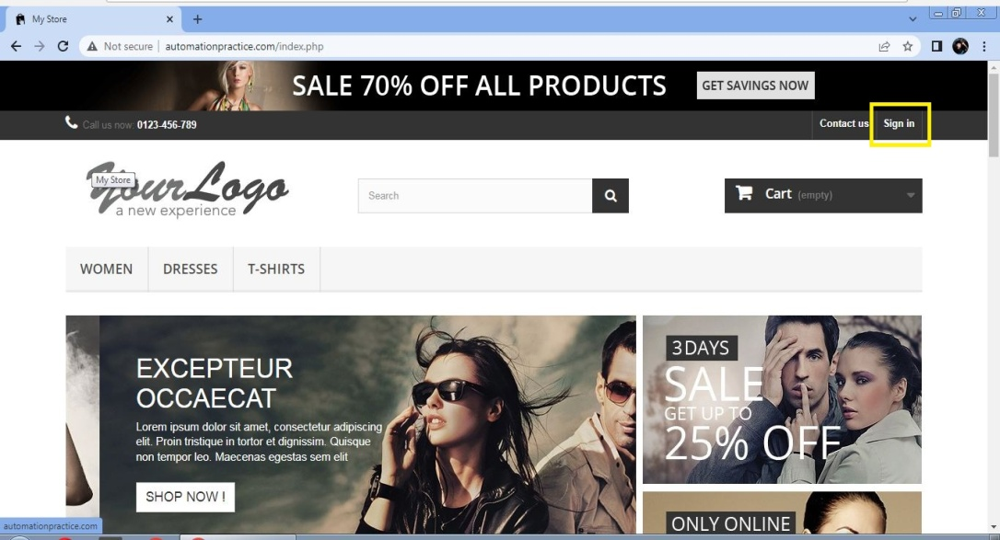 My Store
Not secure | automationpractice.com/index.php
SALE 70% OFF ALL PRODUCTS
GET SAVINGS NOW
Call us now: 0123-456-789
Contact us
Sign in
YourLogo
a new experience
My Store
Search
Cart (empty)
WOMEN
DRESSES
T-SHIRTS
EXCEPTEUR
OCCAECAT
Lorem ipsum dolor sit amet, consectetur adipiscing
elit. Proin tristique in tortor et dignissim. Quisque
non tempor leo. Maecenas egestas sem elit
SHOP NOW !
3 DAYS
SALE
GET UP TO
25% OFF
ONLY ONLINE
automationpractice.com